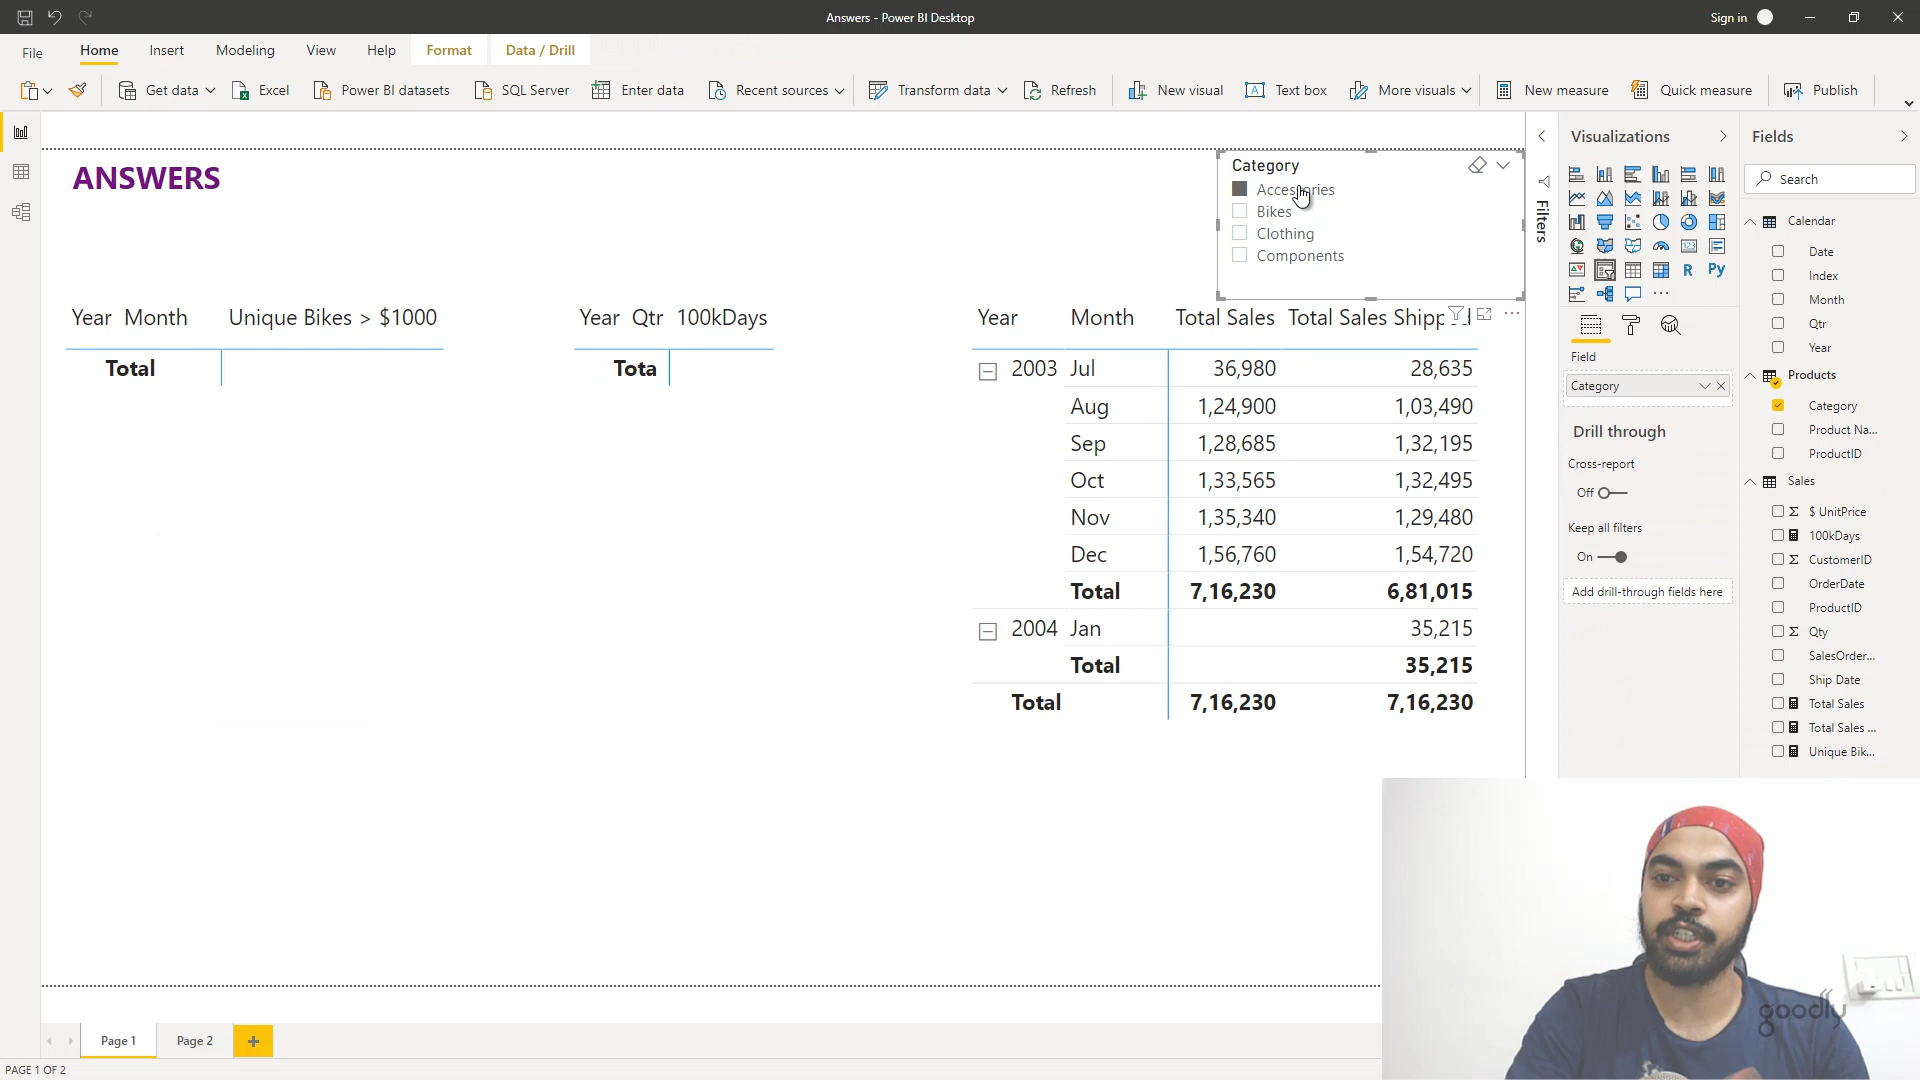 Answers - Power BI Desktop
Sign in
File Home Insert Modeling View Help Format Data / Drill
Get data Excel Power BI datasets SQL Server Enter data Recent sources Transform data Refresh New visual Text box More visuals New measure Quick measure Publish
ANSWERS
Category
Accessories
Bikes
Clothing
Components
Year Month Unique Bikes > $1000
Total
Year Qtr 100kDays
Tota
Year Month Total Sales Total Sales Shipp d
2003 Jul 36,980 28,635
Aug 1,24,900 1,03,490
Sep 1,28,685 1,32,195
Oct 1,33,565 1,32,495
Nov 1,35,340 1,29,480
Dec 1,56,760 1,54,720
Total 7,16,230 6,81,015
2004 Jan 35,215
Total 35,215
Total 7,16,230 7,16,230
Filters
Visualizations
R Py
Field
Category
Drill through
Cross-report
Off
Keep all filters
On
Add drill-through fields here
Fields
Search
Calendar
Date
Index
Month
Qtr
Year
Products
Category
Product Na...
ProductID
Sales
$ UnitPrice
100kDays
CustomerID
OrderDate
ProductID
Qty
SalesOrder...
Ship Date
Total Sales
Total Sales ...
Unique Bik...
goodly
Page 1 Page 2
PAGE 1 OF 2